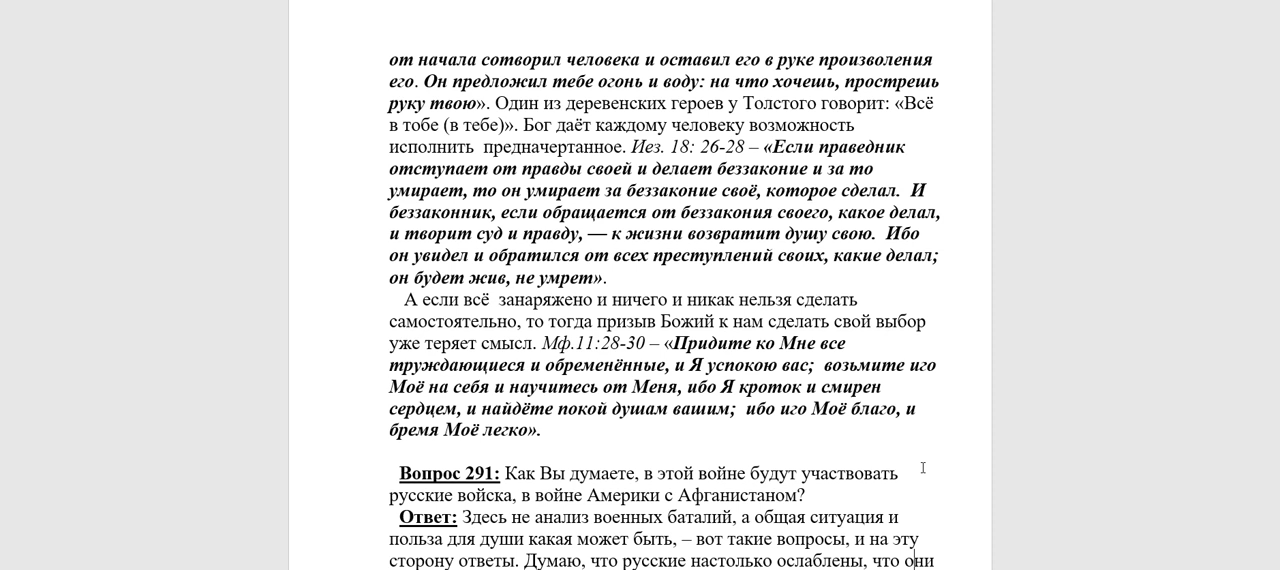 от начала сотворил человека и оставил его в руке произволения
его. Он предложил тебе огонь и воду: на что хочешь, прострешь
руку твою». Один из деревенских героев у Толстого говорит: «Всё
в тобе (в тебе)». Бог даёт каждому человеку возможность
исполнить  предначертанное. Иез. 18: 26-28 – «Если праведник
отступает от правды своей и делает беззаконие и за то
умирает, то он умирает за беззаконие своё, которое сделал.  И
беззаконник, если обращается от беззакония своего, какое делал,
и творит суд и правду, — к жизни возвратит душу свою.  Ибо
он увидел и обратился от всех преступлений своих, какие делал;
он будет жив, не умрет».
А если всё  занаряжено и ничего и никак нельзя сделать
самостоятельно, то тогда призыв Божий к нам сделать свой выбор
уже теряет смысл. Мф.11:28-30 – «Придите ко Мне все
труждающиеся и обременённые, и Я успокою вас;  возьмите иго
Моё на себя и научитесь от Меня, ибо Я кроток и смирен
сердцем, и найдёте покой душам вашим;  ибо иго Моё благо, и
бремя Моё легко».
Вопрос 291: Как Вы думаете, в этой войне будут участвовать
русские войска, в войне Америки с Афганистаном?
Ответ: Здесь не анализ военных баталий, а общая ситуация и
польза для души какая может быть, – вот такие вопросы, и на эту
сторону ответы. Думаю, что русские настолько ослаблены, что они